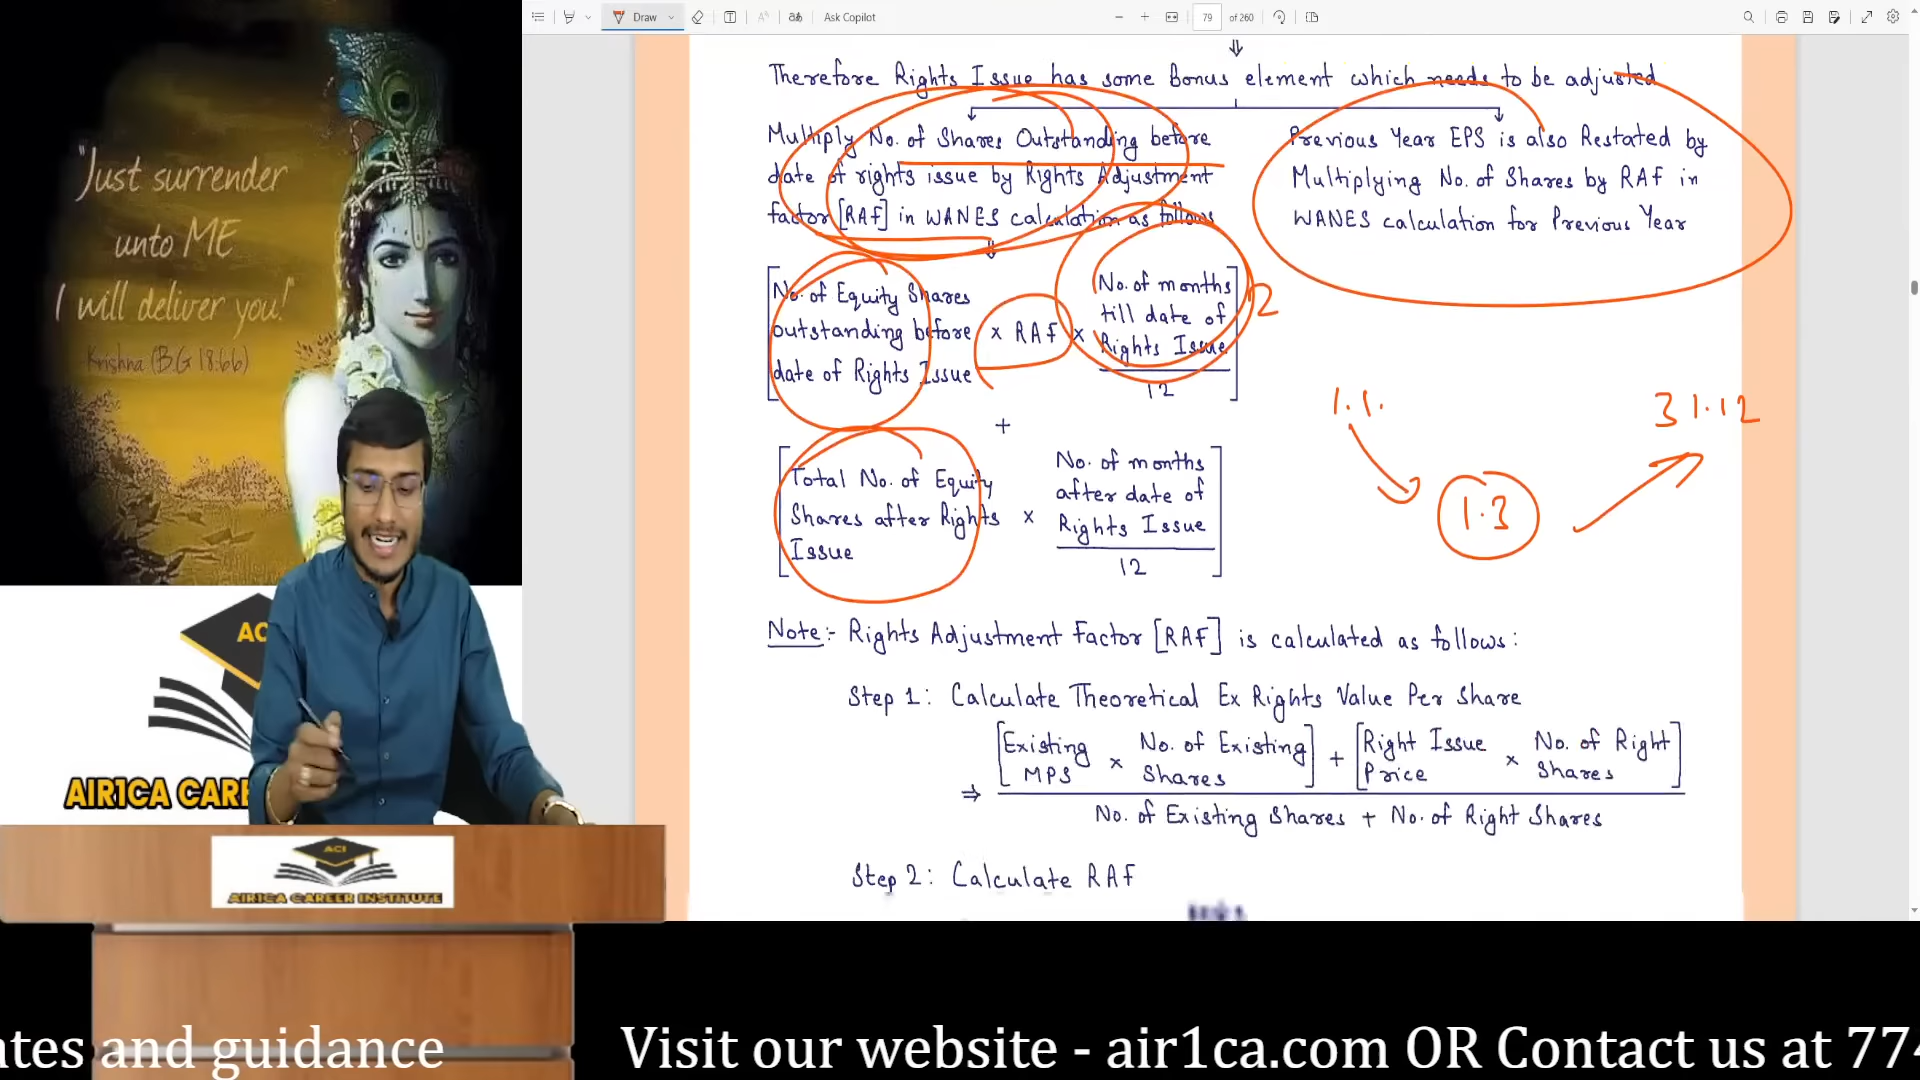 Draw
Ask Copilot
79 of 260
"Just surrender
unto ME
I will deliver you!"
Krishna (B.G 18:66)
Therefore Rights Issue has some Bonus element which needs to be adjusted
Multiply No. of Shares Outstanding before
date of rights issue by Rights Adjustment
factor [RAF] in WANES calculation as follows
Previous Year EPS is also Restated by
Multiplying No. of Shares by RAF in
WANES calculation for Previous Year
No. of Equity Shares
outstanding before
date of Rights Issue
× RAF ×
No. of months
till date of
Rights Issue
12
2
+
Total No. of Equity
Shares after Rights
Issue
×
No. of months
after date of
Rights Issue
12
1.1.
31.12
1.3
Note:- Rights Adjustment Factor [RAF] is calculated as follows:
Step 1: Calculate Theoretical Ex Rights Value Per Share
⇒ [Existing MPS × No. of Existing Shares] + [Right Issue Price × No. of Right Shares]
No. of Existing Shares + No. of Right Shares
Step 2: Calculate RAF
AC
AIR1CA CARE
ACI
AIR1CA CAREER INSTITUTE
ates and guidance
Visit our website - air1ca.com OR Contact us at 774